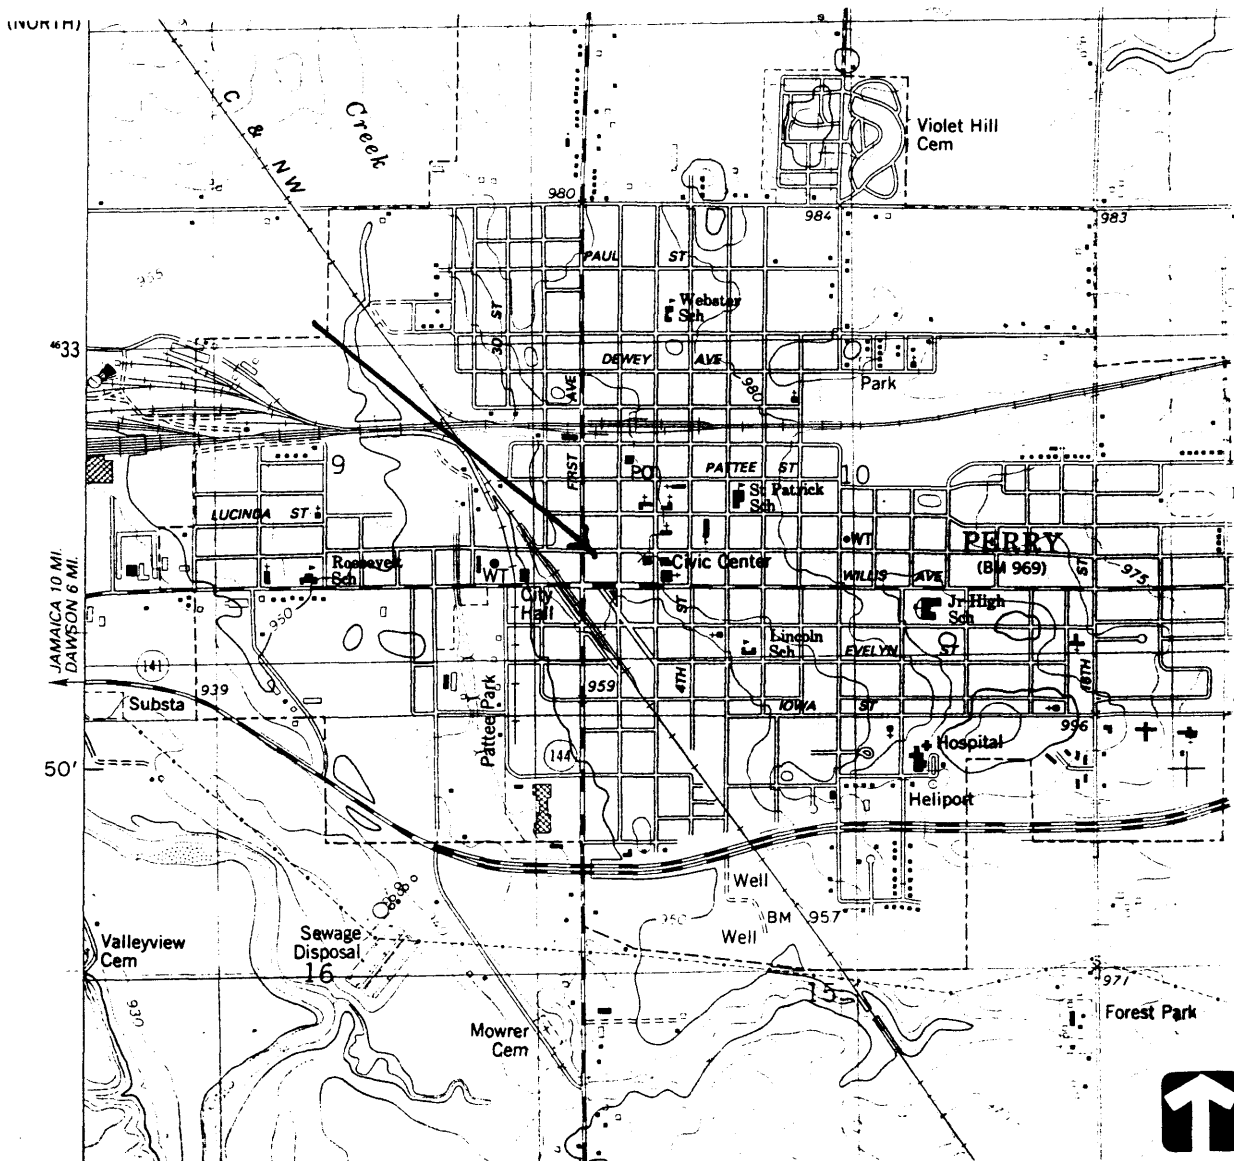 (NORTH)
C & NW
Creek
Violet Hill
Cem
980
984
983
955
PAUL ST
30 ST
Webster
Sch
4633
DEWEY AVE
AVE
980
Park
9
FIRST
PO
PATTEE ST
10
St Patrick
Sch
LUCINDA ST
WT
PERRY
(BM 969)
Roosevelt
Sch
WT
City
Hall
Civic Center
WILLIS AVE
ST
975
JAMAICA 10 MI.
DAWSON 6 MI.
950
ST
Jr High
Sch
Lincoln
Sch
EVELYN ST
141
939
Substa
Pattee Park
959
4TH
18TH
IOWA ST
996
144
Hospital
50'
Heliport
Well
950
BM 957
Well
Valleyview
Cem
Sewage
Disposal
16
15
971
930
Mowrer
Cem
Forest Park